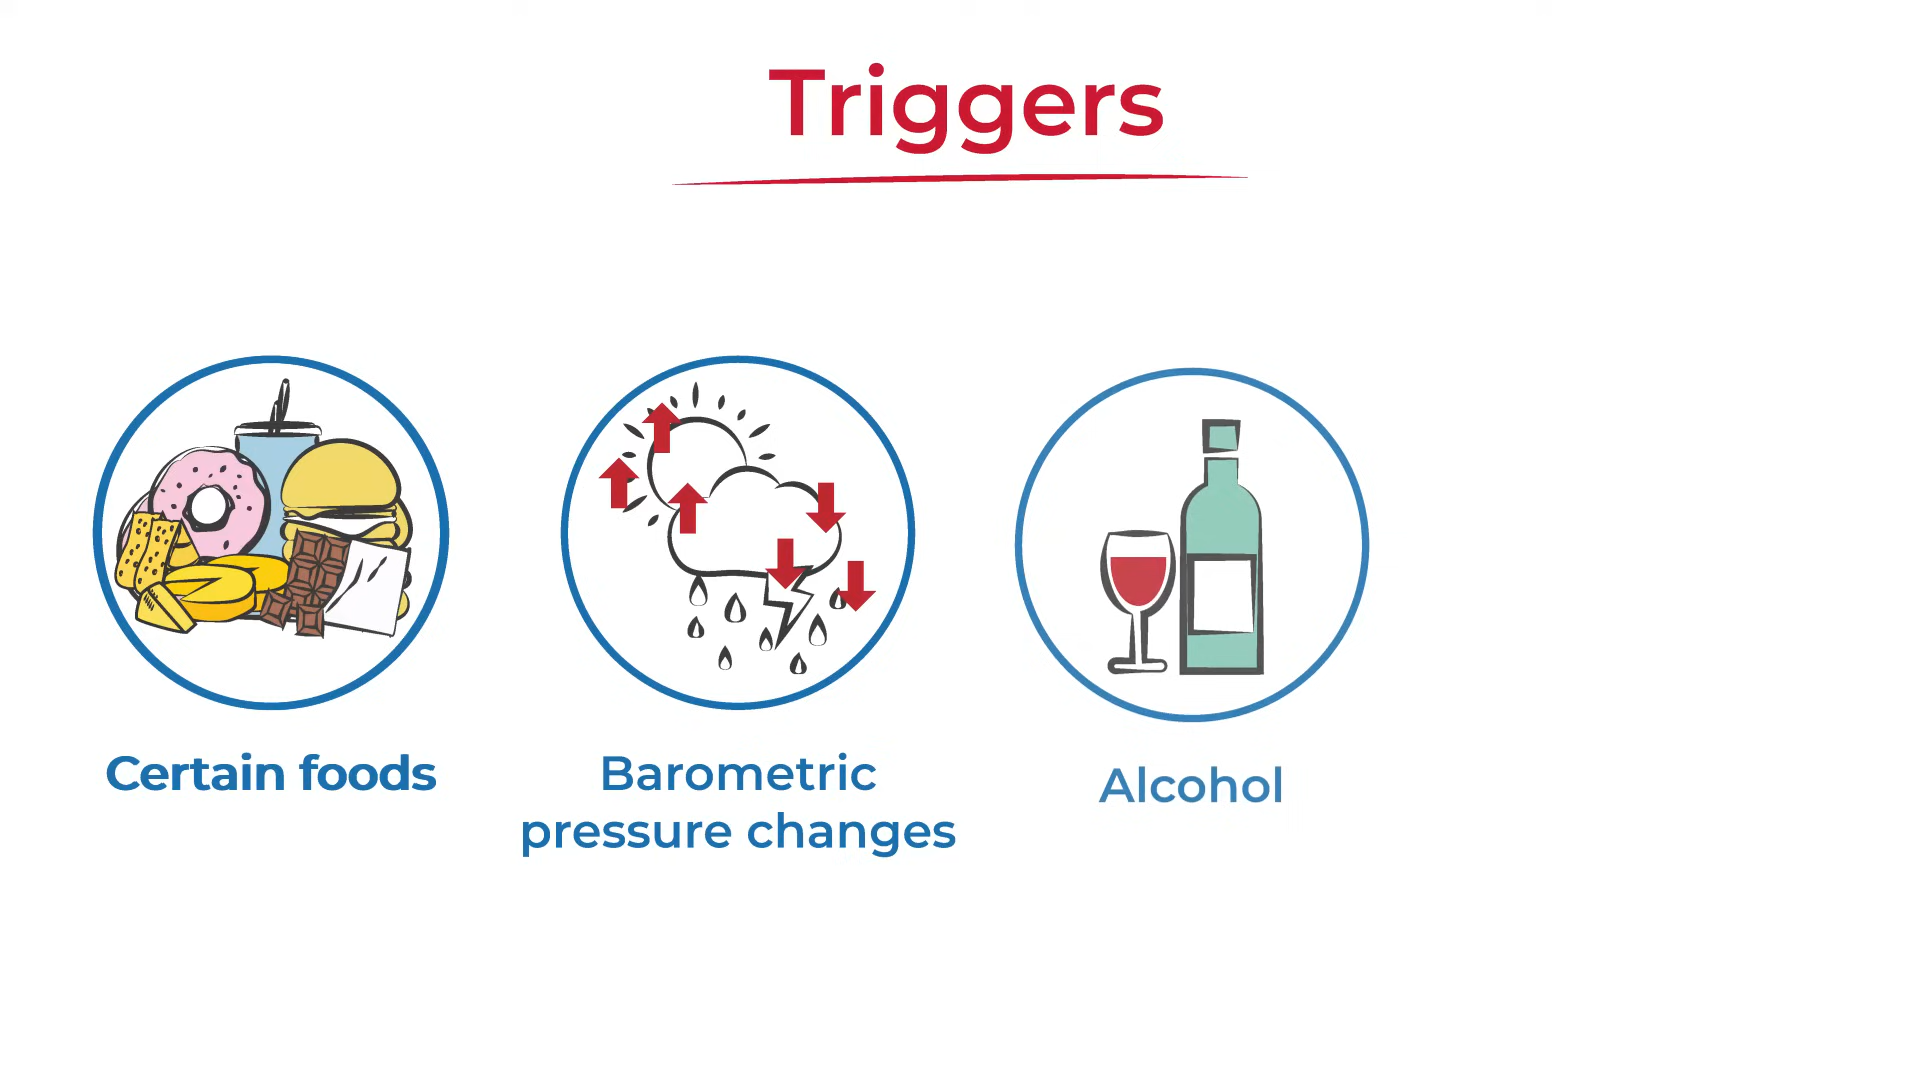 Triggers
Certain foods
Barometric
pressure changes
Alcohol